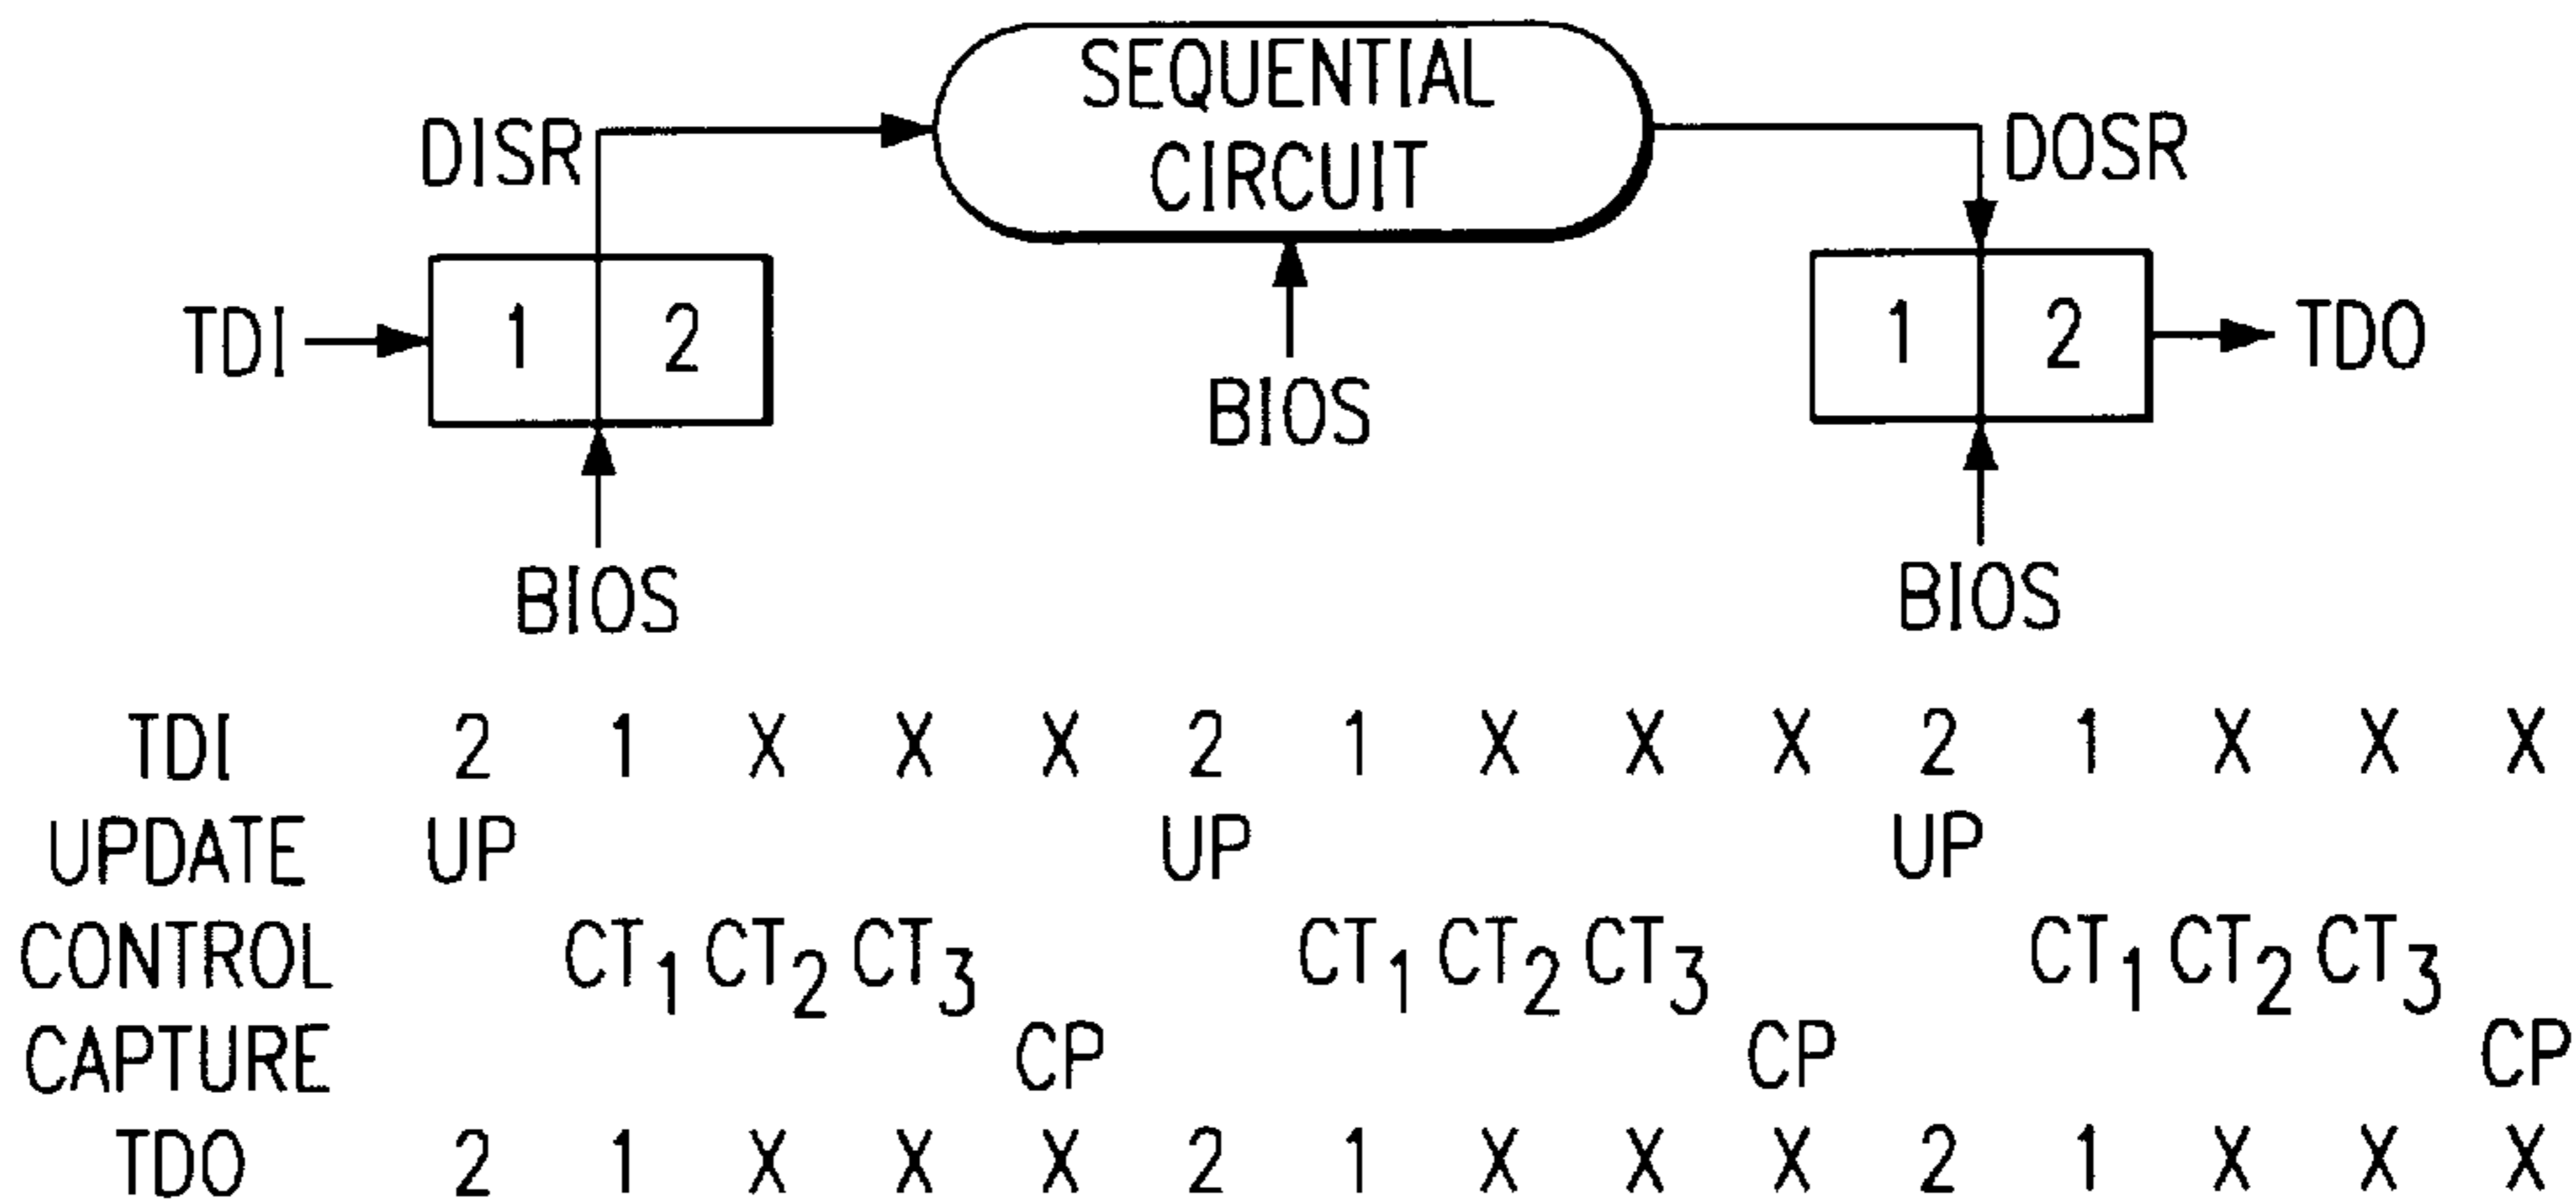 SEQUENTIAL
CIRCUIT
DISR
DOSR
TDI
1 2
1 2
TDO
BIOS
BIOS
BIOS
TDI 2 1 X X X 2 1 X X X 2 1 X X X
UPDATE UP UP UP
CONTROL CT1 CT2 CT3 CT1 CT2 CT3 CT1 CT2 CT3
CAPTURE CP CP CP
TDO 2 1 X X X 2 1 X X X 2 1 X X X